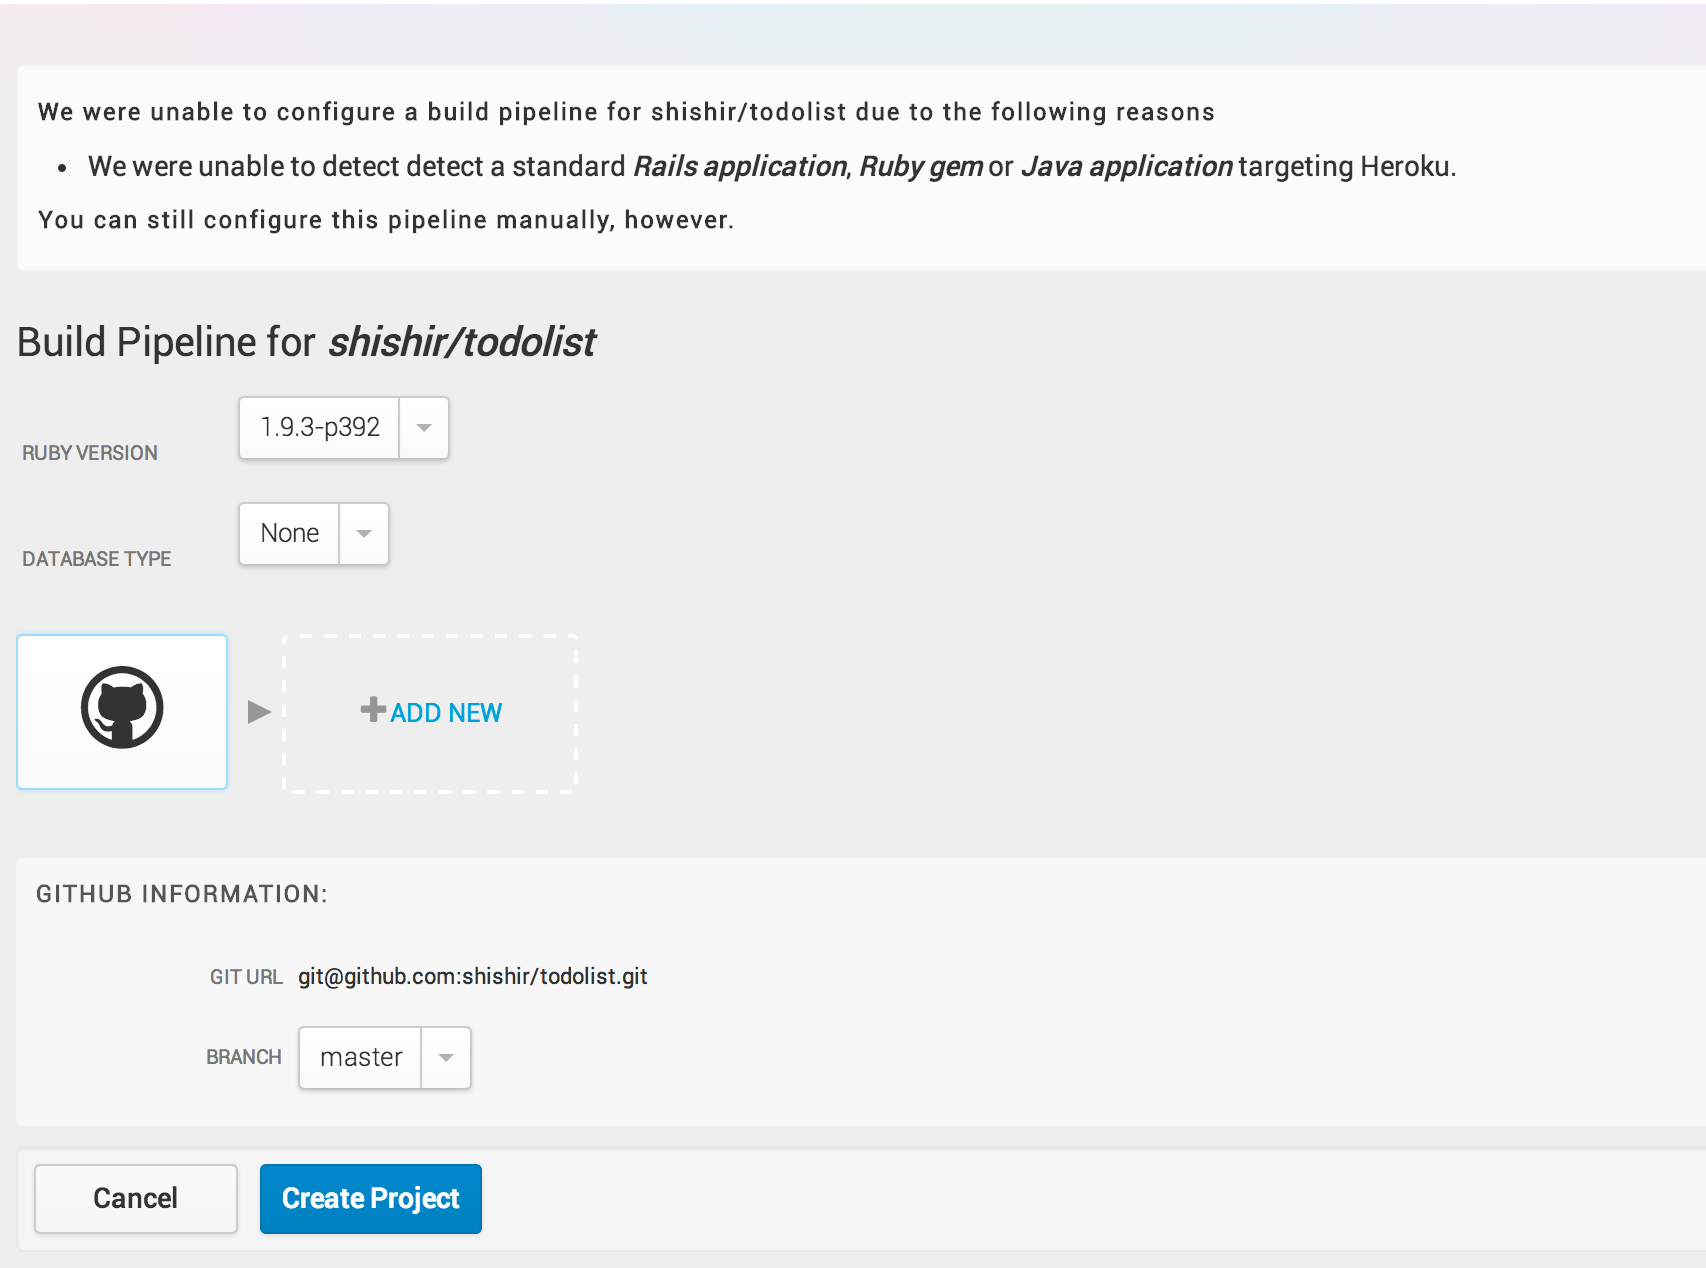 We were unable to configure a build pipeline for shishir/todolist due to the following reasons
• We were unable to detect detect a standard Rails application, Ruby gem or Java application targeting Heroku.
You can still configure this pipeline manually, however.
Build Pipeline for shishir/todolist
RUBY VERSION 1.9.3-p392
DATABASE TYPE None
ADD NEW
GITHUB INFORMATION:
GIT URL git@github.com:shishir/todolist.git
BRANCH master
Cancel Create Project